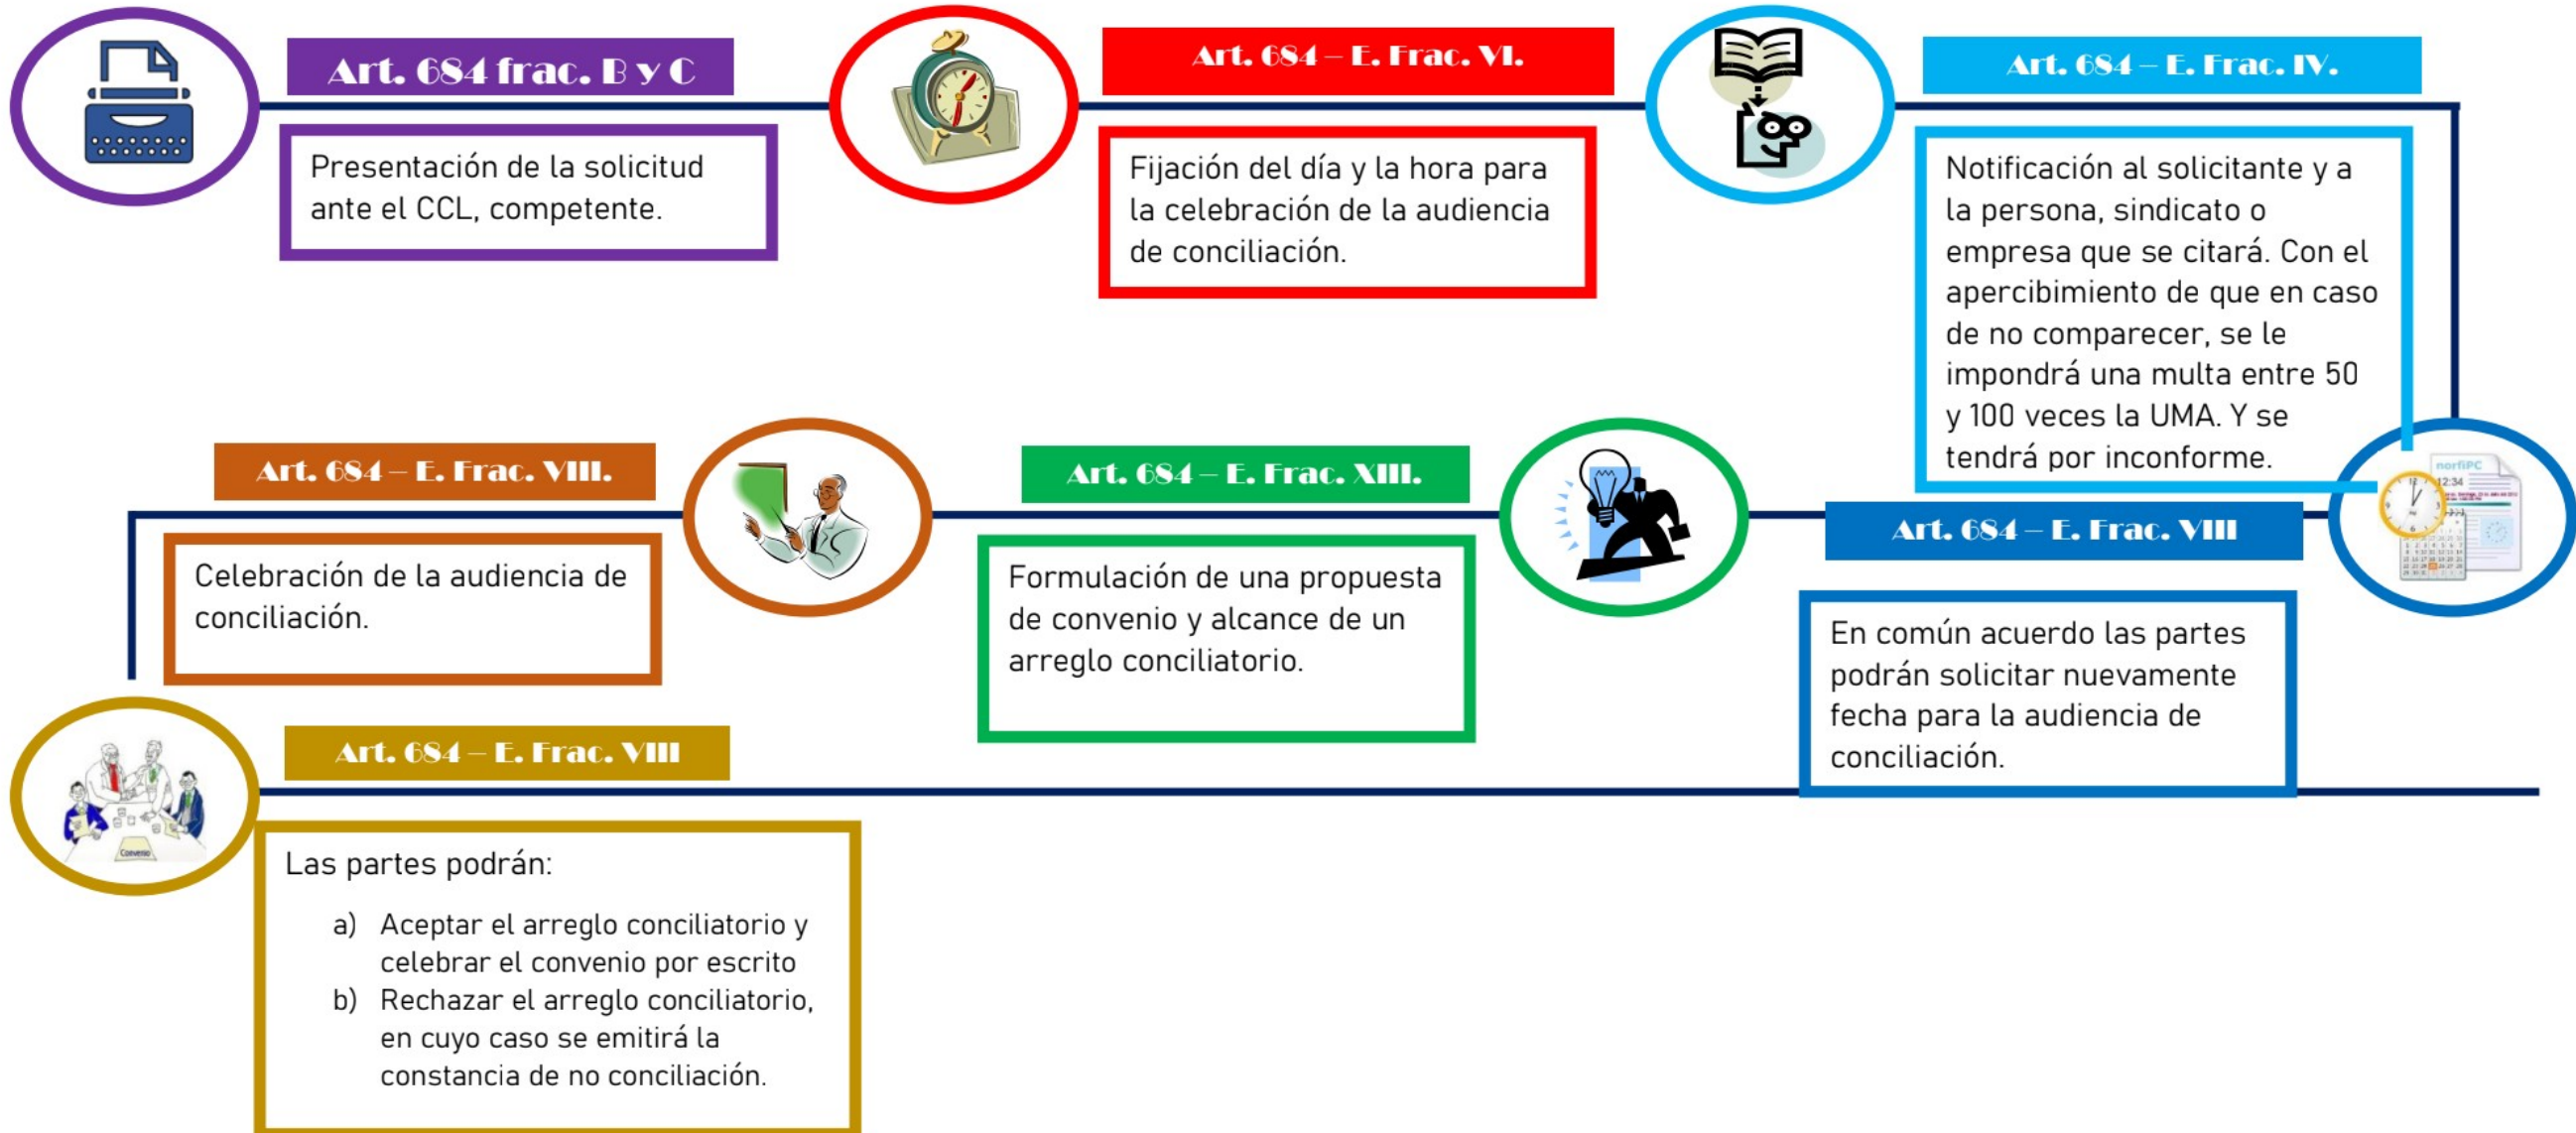 Art. 684 frac. B y C
Presentación de la solicitud
ante el CCL, competente.
Art. 684 – E. Frac. VI.
Fijación del día y la hora para
la celebración de la audiencia
de conciliación.
Art. 684 – E. Frac. IV.
Notificación al solicitante y a
la persona, sindicato o
empresa que se citará. Con el
apercibimiento de que en caso
de no comparecer, se le
impondrá una multa entre 50
y 100 veces la UMA. Y se
tendrá por inconforme.
norfiPC
12:34
Art. 684 – E. Frac. VIII
En común acuerdo las partes
podrán solicitar nuevamente
fecha para la audiencia de
conciliación.
Art. 684 – E. Frac. XIII.
Formulación de una propuesta
de convenio y alcance de un
arreglo conciliatorio.
Art. 684 – E. Frac. VIII.
Celebración de la audiencia de
conciliación.
Art. 684 – E. Frac. VIII
Convenio
Las partes podrán:
a) Aceptar el arreglo conciliatorio y
celebrar el convenio por escrito
b) Rechazar el arreglo conciliatorio,
en cuyo caso se emitirá la
constancia de no conciliación.